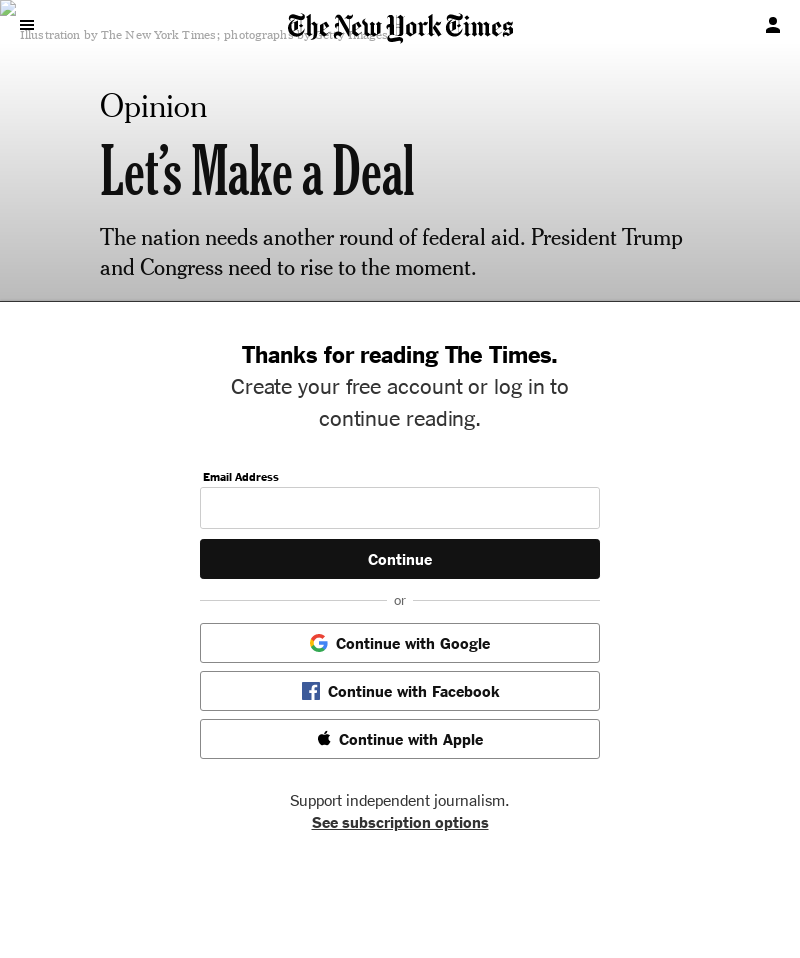 The New York Times
Illustration by The New York Times; photographs by Getty Images
Opinion
Let's Make a Deal
The nation needs another round of federal aid. President Trump
and Congress need to rise to the moment.
Thanks for reading The Times.
Create your free account or log in to
continue reading.
Email Address
Continue
or
Continue with Google
Continue with Facebook
Continue with Apple
Support independent journalism.
See subscription options